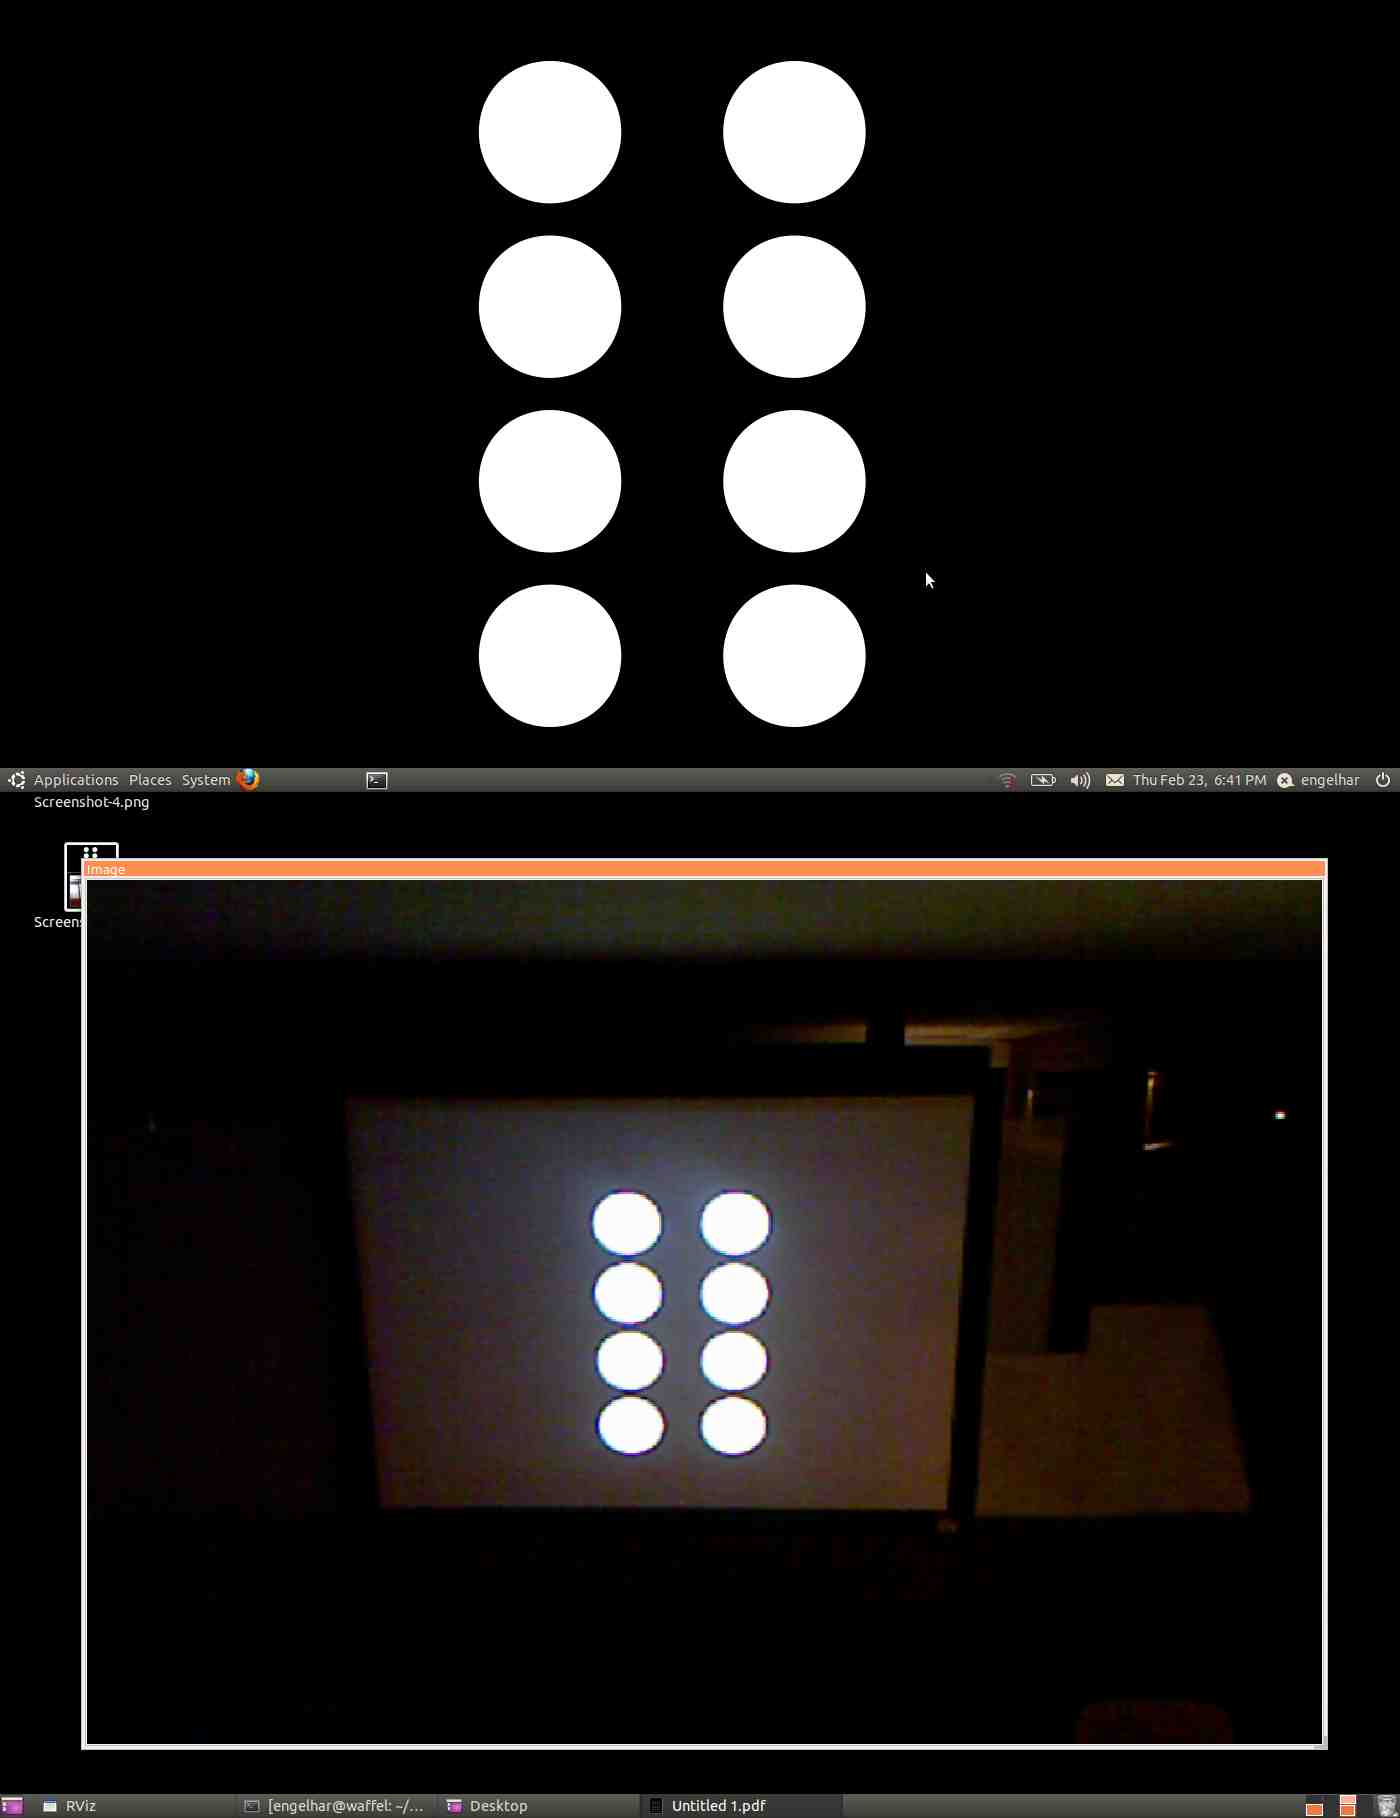 Applications Places System Thu Feb 23, 6:41 PM engelhar
Screenshot-4.png
Image
Screens
RViz [engelhar@waffel: ~/... Desktop Untitled 1.pdf